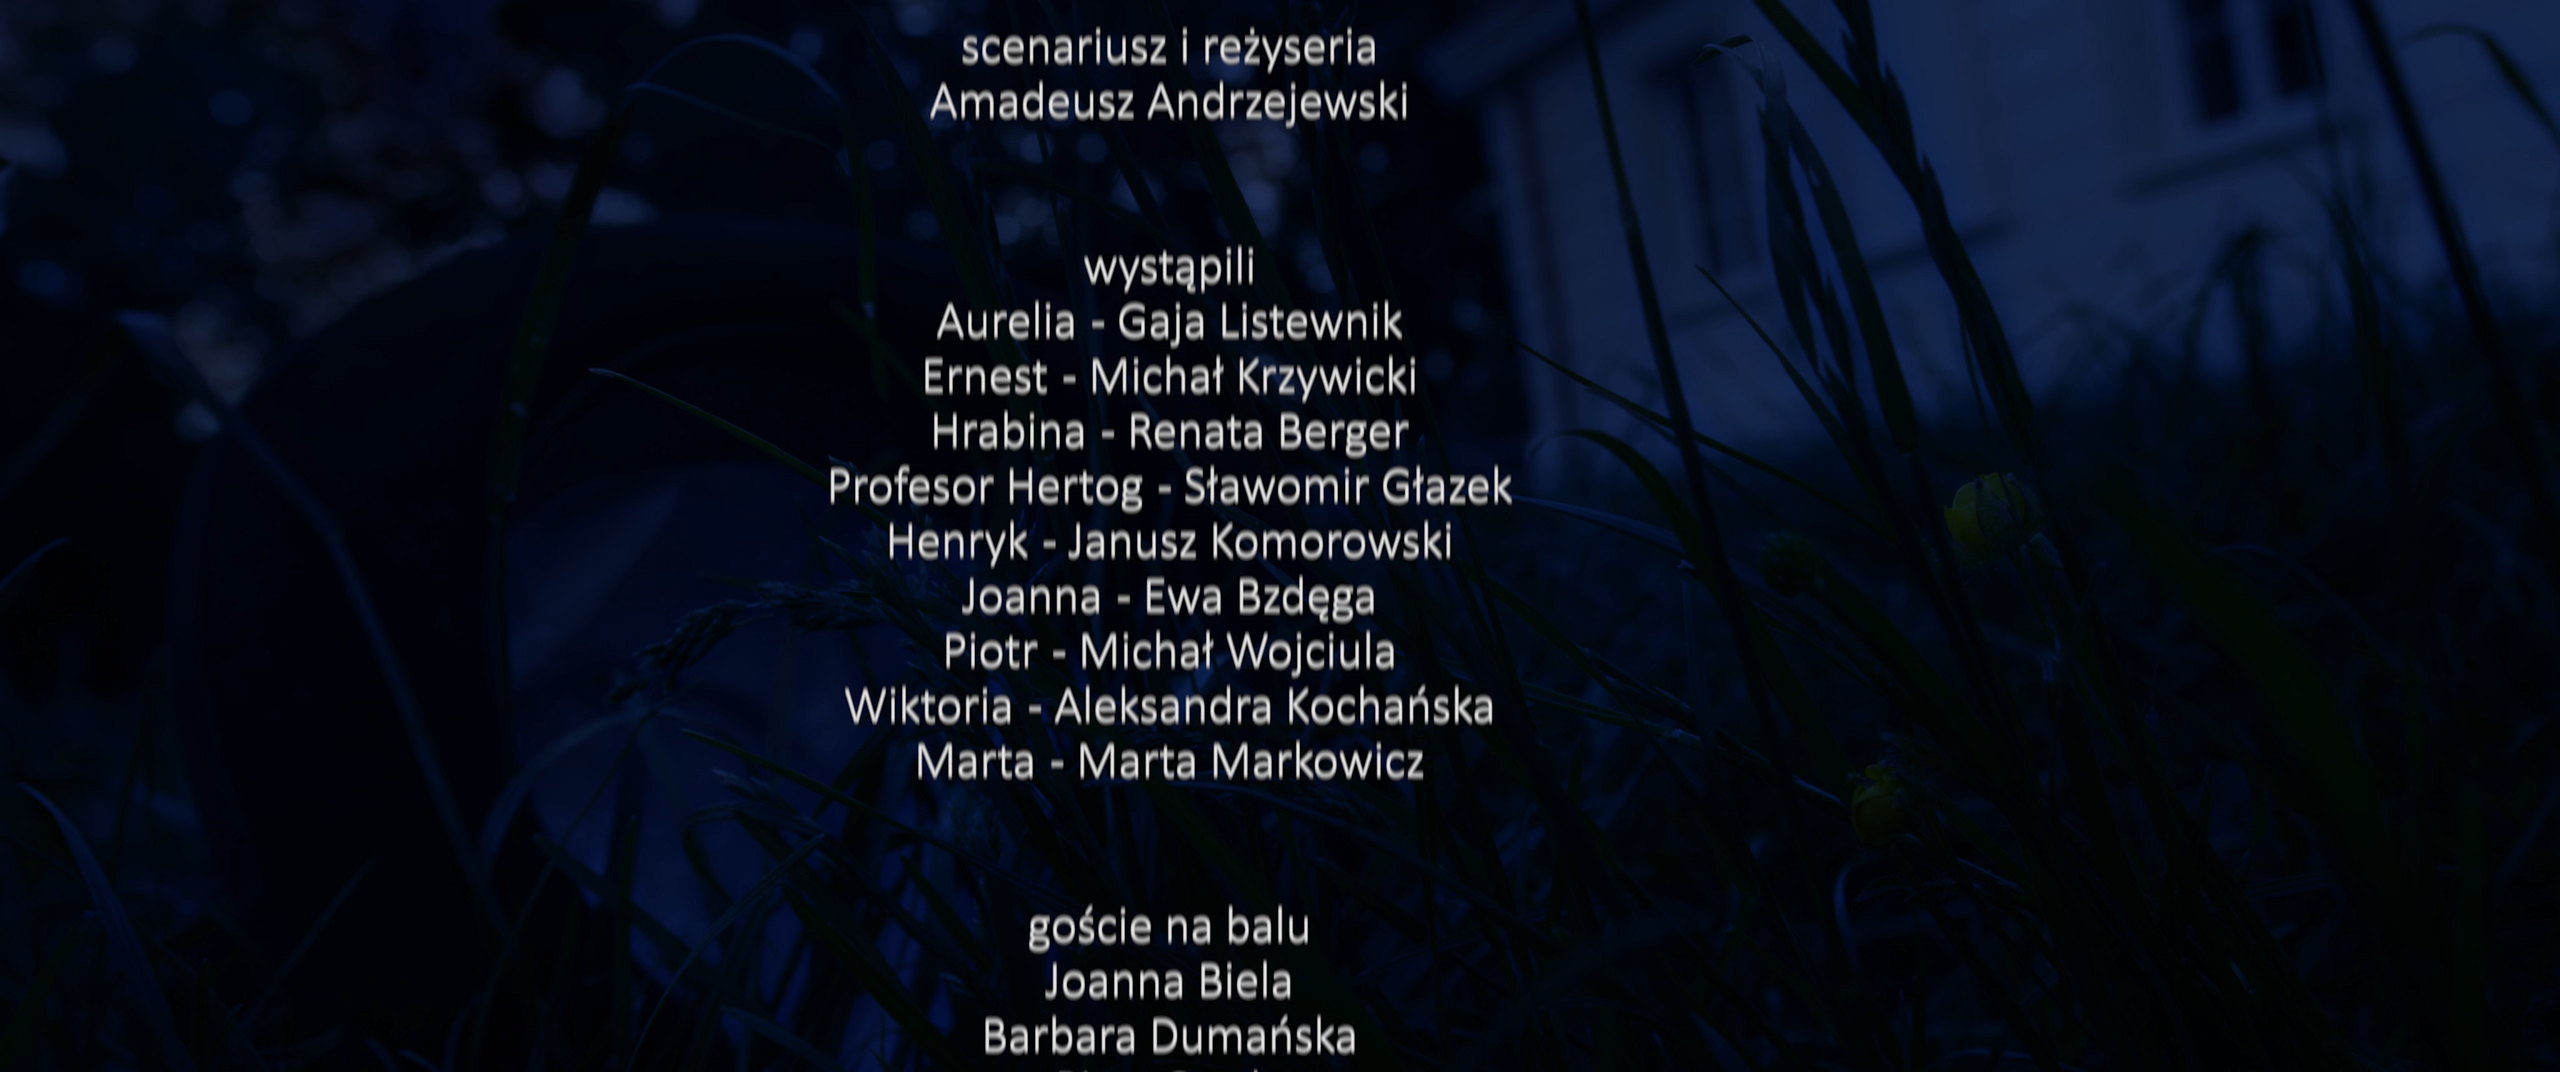 scenariusz i reżyseria
Amadeusz Andrzejewski
wystąpili
Aurelia - Gaja Listewnik
Ernest - Michał Krzywicki
Hrabina - Renata Berger
Profesor Hertog - Sławomir Głazek
Henryk - Janusz Komorowski
Joanna - Ewa Bzdęga
Piotr - Michał Wojciula
Wiktoria - Aleksandra Kochańska
Marta - Marta Markowicz
goście na balu
Joanna Biela
Barbara Dumańska